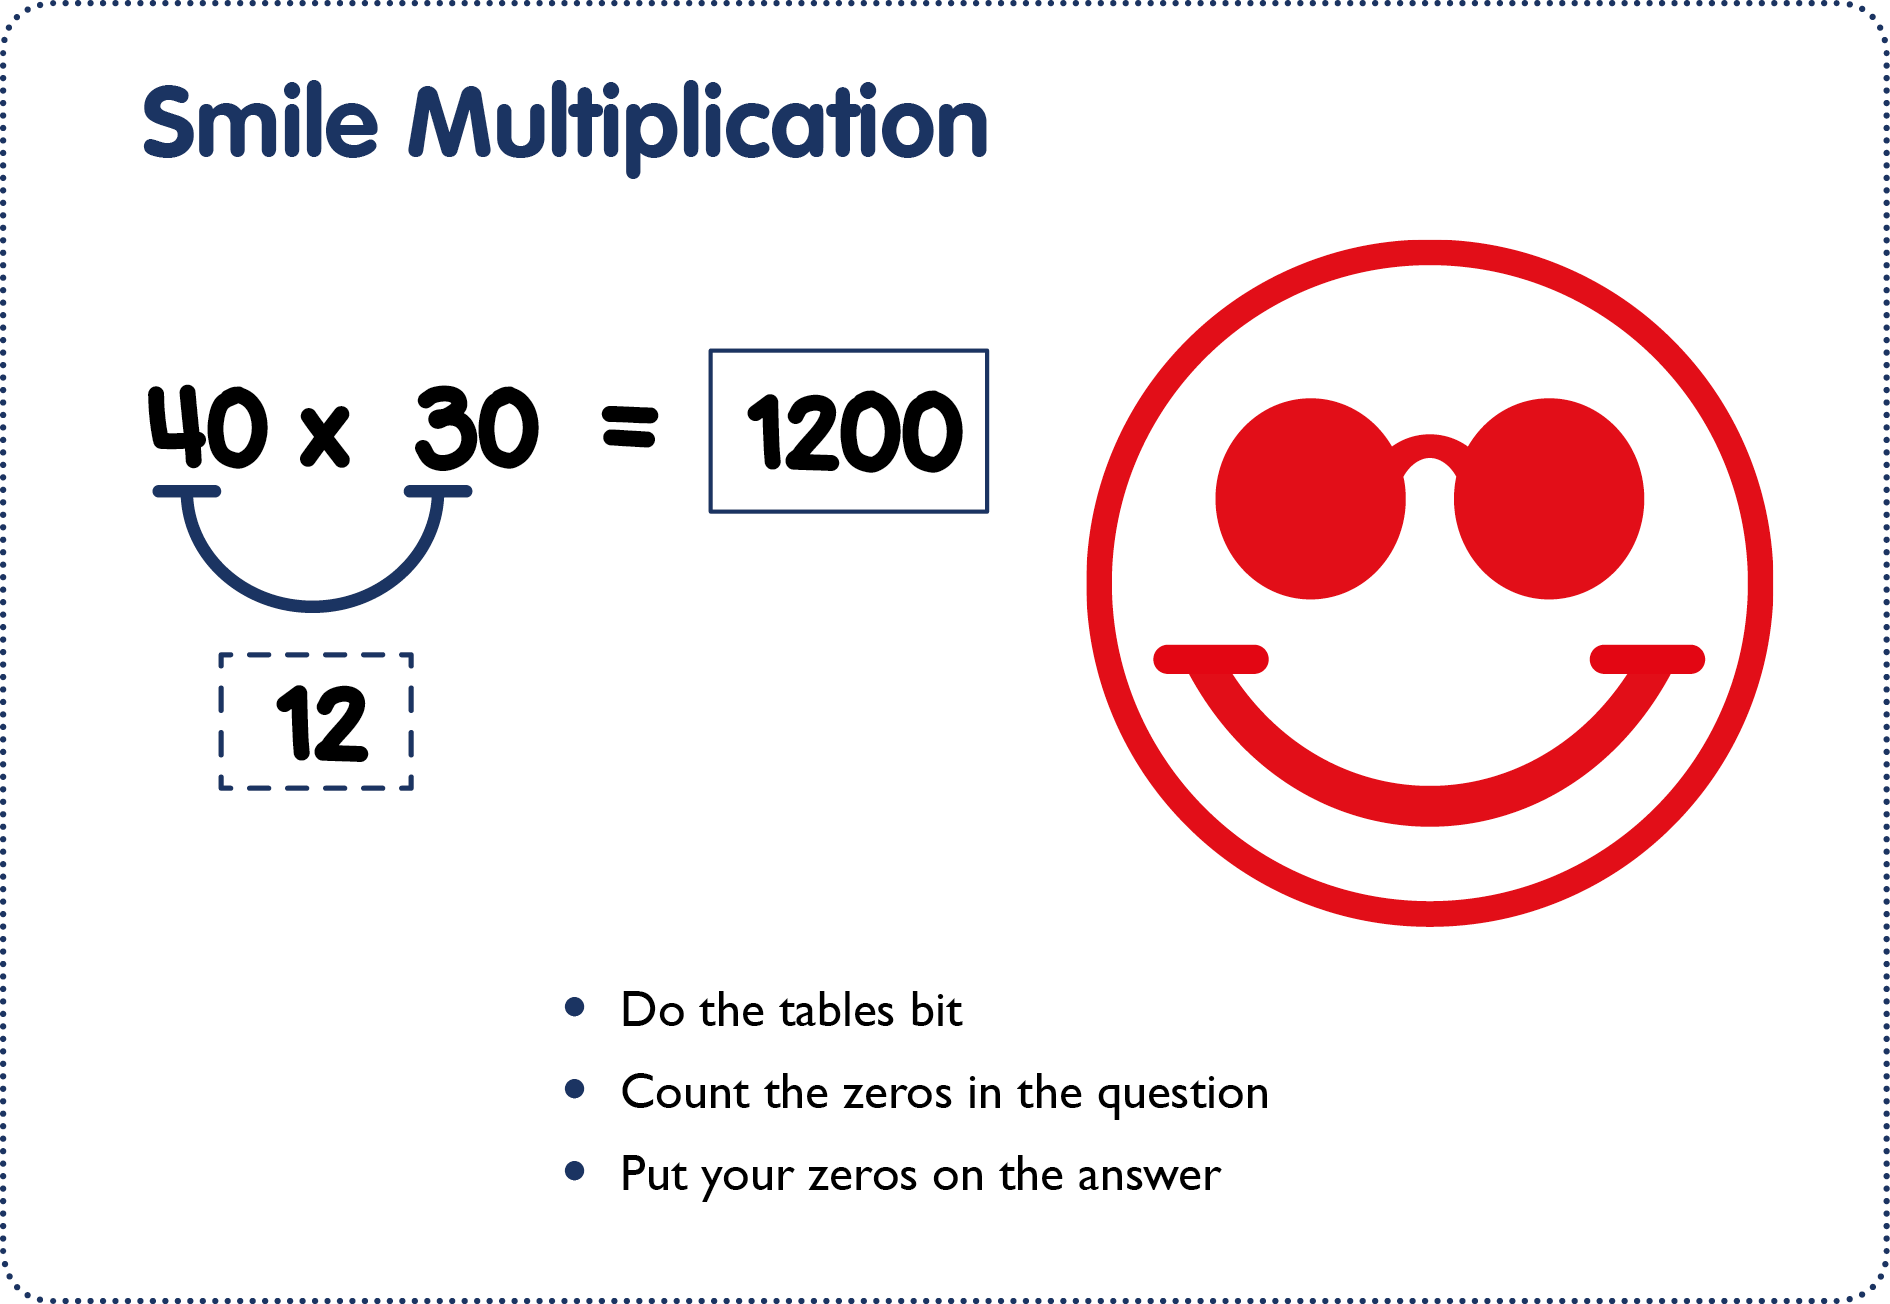 Smile Multiplication
40 x 30 = 1200
12
• Do the tables bit
• Count the zeros in the question
• Put your zeros on the answer